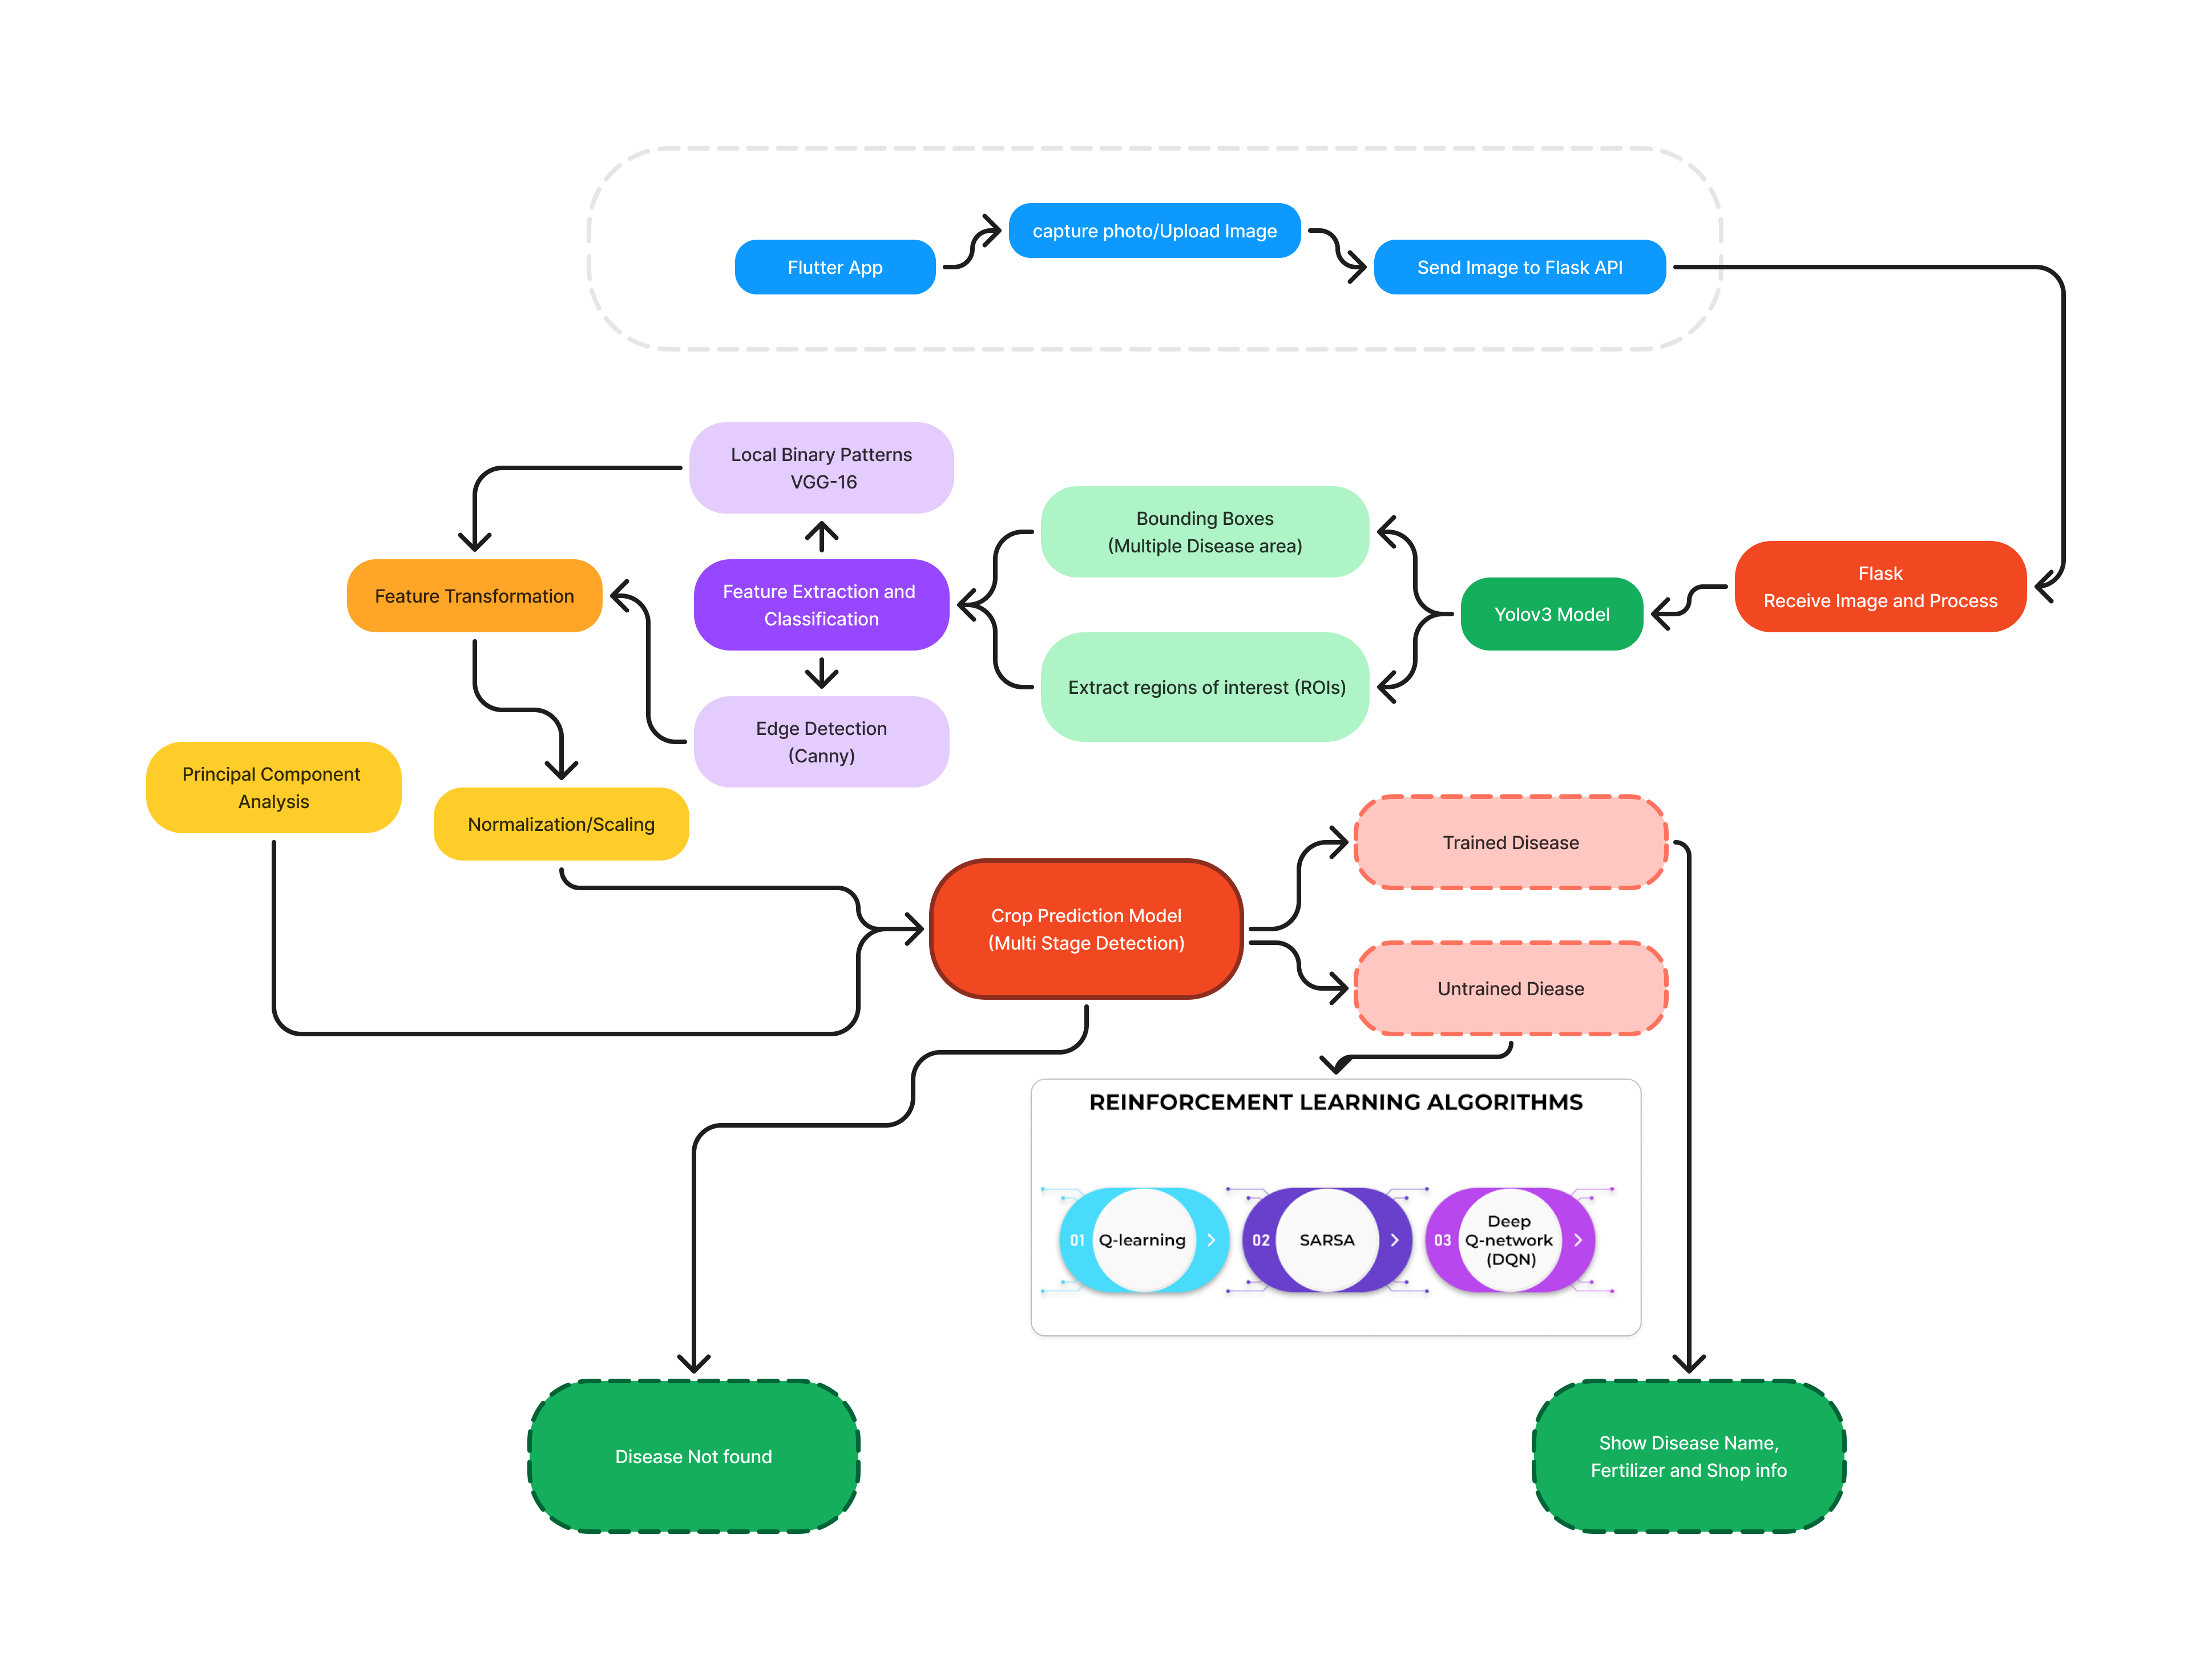 Flutter App
capture photo/Upload Image
Send Image to Flask API
Local Binary Patterns
VGG-16
Bounding Boxes
(Multiple Disease area)
Flask
Receive Image and Process
Feature Transformation
Feature Extraction and
Classification
Yolov3 Model
Extract regions of interest (ROIs)
Edge Detection
(Canny)
Principal Component
Analysis
Normalization/Scaling
Trained Disease
Crop Prediction Model
(Multi Stage Detection)
Untrained Diease
REINFORCEMENT LEARNING ALGORITHMS
01 Q-learning
02 SARSA
03 Deep
Q-network
(DQN)
Disease Not found
Show Disease Name,
Fertilizer and Shop info